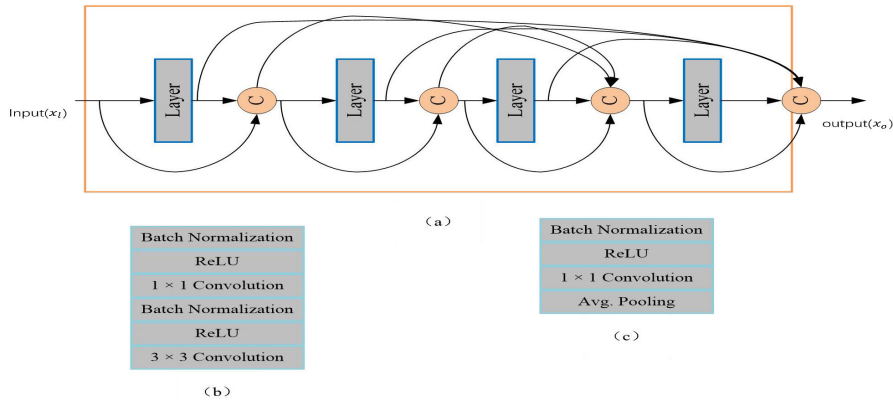 Input(x_l)
Layer
C
Layer
C
Layer
C
Layer
C
output(x_o)
(a)
Batch Normalization
ReLU
1 × 1 Convolution
Batch Normalization
ReLU
3 × 3 Convolution
(b)
Batch Normalization
ReLU
1 × 1 Convolution
Avg. Pooling
(c)